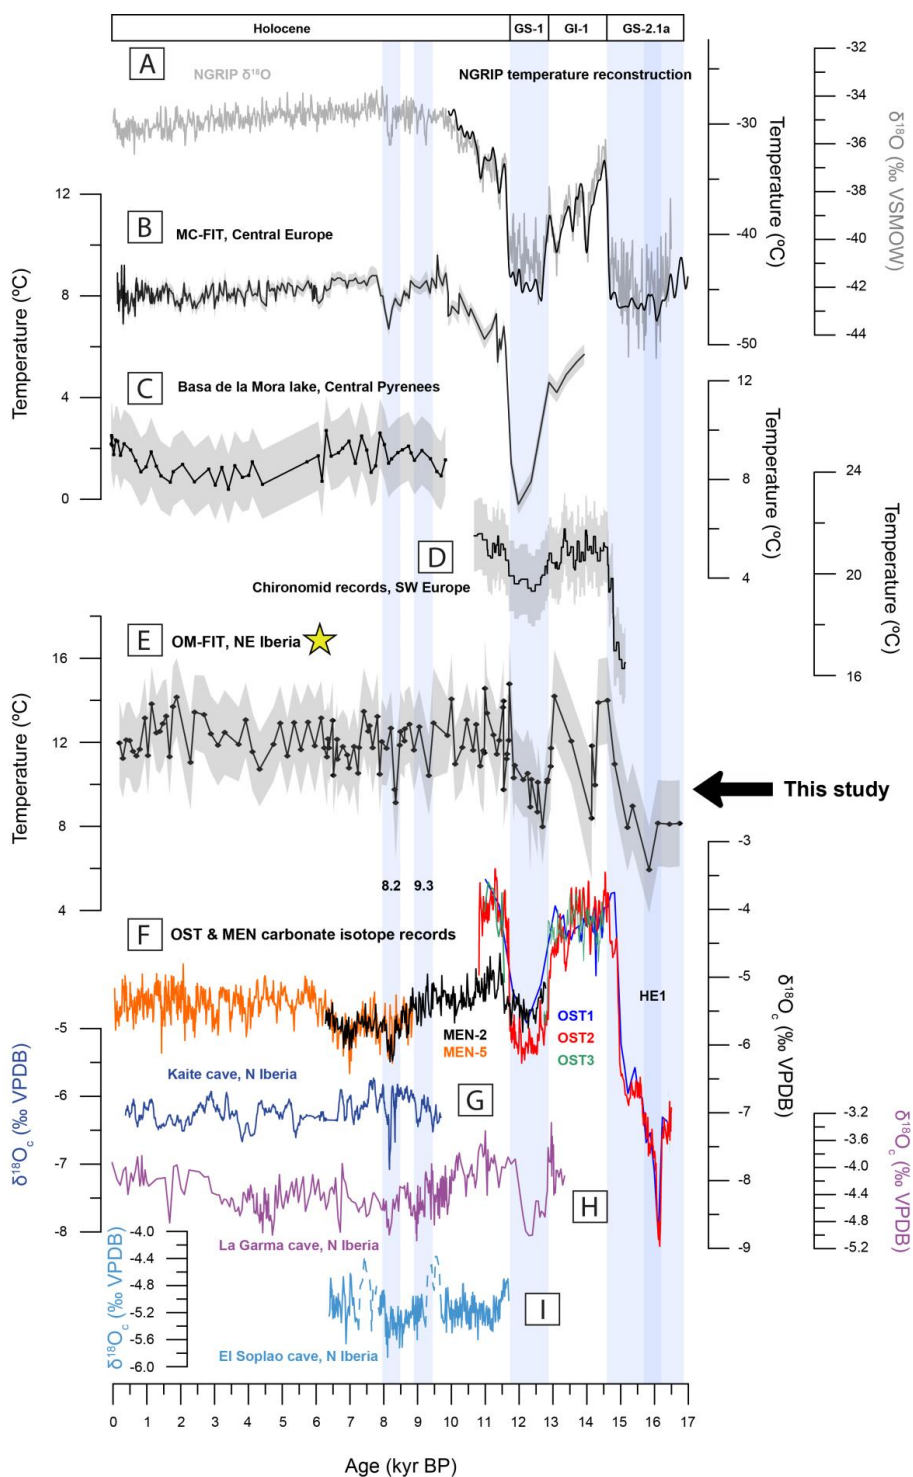 Holocene
GS-1
GI-1
GS-2.1a
A
NGRIP δ¹⁸O
NGRIP temperature reconstruction
-30
-40
-50
Temperature (ºC)
-32
-34
-36
-38
-40
-42
-44
δ¹⁸O (‰ VSMOW)
12
8
4
0
Temperature (ºC)
B
MC-FIT, Central Europe
12
8
4
Temperature (ºC)
C
Basa de la Mora lake, Central Pyrenees
D
Chironomid records, SW Europe
24
20
16
Temperature (ºC)
E
OM-FIT, NE Iberia
16
12
8
4
Temperature (ºC)
This study
8.2
9.3
F
OST & MEN carbonate isotope records
HE1
MEN-2
MEN-5
OST1
OST2
OST3
-3
-4
-5
-6
-7
-8
-9
δ¹⁸Oc (‰ VPDB)
-5
-6
-7
-8
δ¹⁸Oc (‰ VPDB)
Kaite cave, N Iberia
G
H
-3.2
-3.6
-4.0
-4.4
-4.8
-5.2
δ¹⁸Oc (‰ VPDB)
La Garma cave, N Iberia
-4.0
-4.4
-4.8
-5.2
-5.6
-6.0
δ¹⁸Oc (‰ VPDB)
I
El Soplao cave, N Iberia
0 1 2 3 4 5 6 7 8 9 10 11 12 13 14 15 16 17
Age (kyr BP)